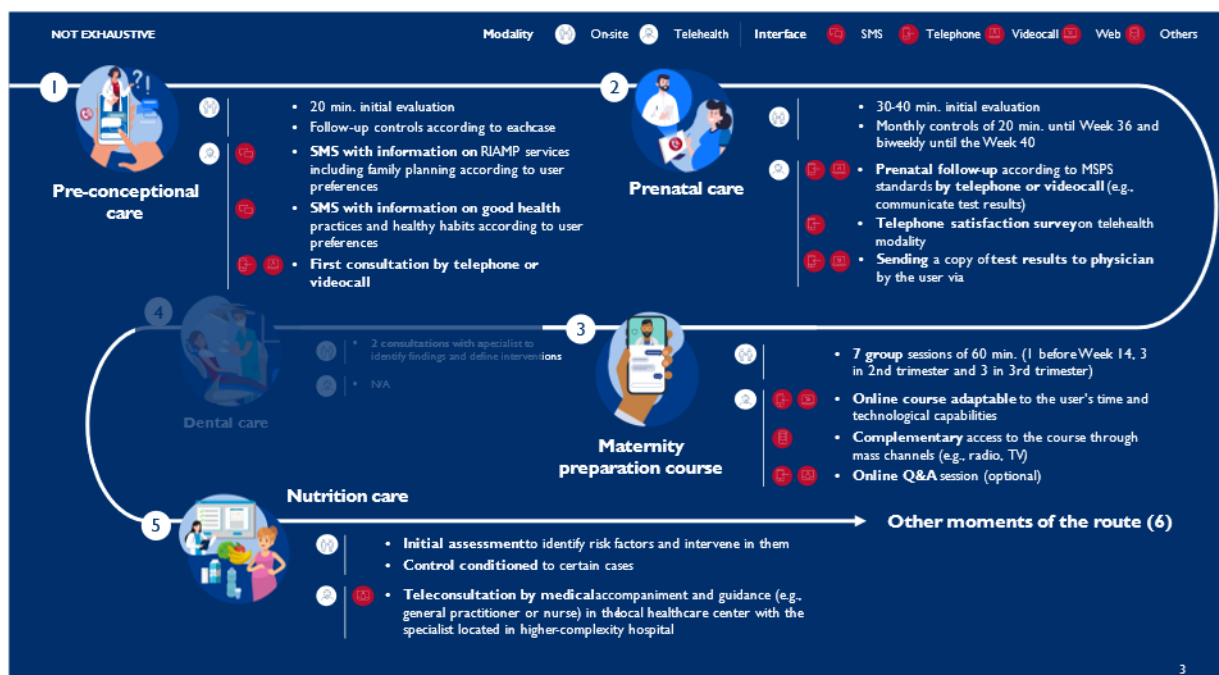 NOT EXHAUSTIVE
Modality On-site Telehealth Interface SMS Telephone Videocall Web Others
1
Pre-conceptional
care
• 20 min. initial evaluation
• Follow-up controls according to eachcase
• SMS with information on RIAMP services
including family planning according to user
preferences
• SMS with information on good health
practices and healthy habits according to user
preferences
• First consultation by telephone or
videocall
2
Prenatal care
• 30-40 min. initial evaluation
• Monthly controls of 20 min. until Week 36 and
biweekly until the Week 40
• Prenatal follow-up according to MSPS
standards by telephone or videocall (e.g.,
communicate test results)
• Telephone satisfaction surveyon telehealth
modality
• Sending a copy of test results to physician
by the user via
3
Maternity
preparation course
• 7 group sessions of 60 min. (1 before Week 14, 3
in 2nd trimester and 3 in 3rd trimester)
• Online course adaptable to the user's time and
technological capabilities
• Complementary access to the course through
mass channels (e.g., radio, TV)
• Online Q&A session (optional)
4
Dental care
• 2 consultations with apecialist to
identify findings and define interventions
• N/A
5
Nutrition care
• Initial assessmentto identify risk factors and intervene in them
• Control conditioned to certain cases
• Teleconsultation by medicalaccompaniment and guidance (e.g.,
general practitioner or nurse) in thelocal healthcare center with the
specialist located in higher-complexity hospital
Other moments of the route (6)
3